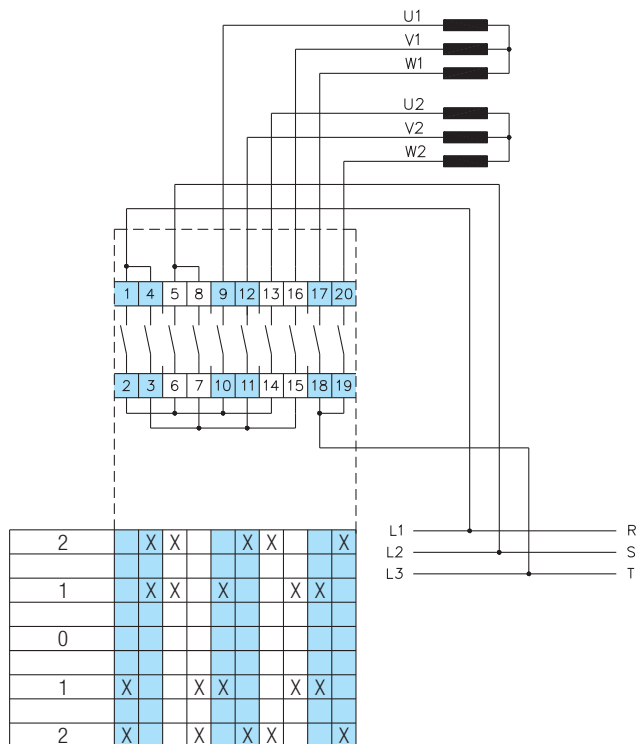 U1
V1
W1
U2
V2
W2
1 4 5 8 9 12 13 16 17 20
2 3 6 7 10 11 14 15 18 19
L1 R
L2 S
L3 T
2 X X X X X
1 X X X X X
0
1 X X X X X
2 X X X X X